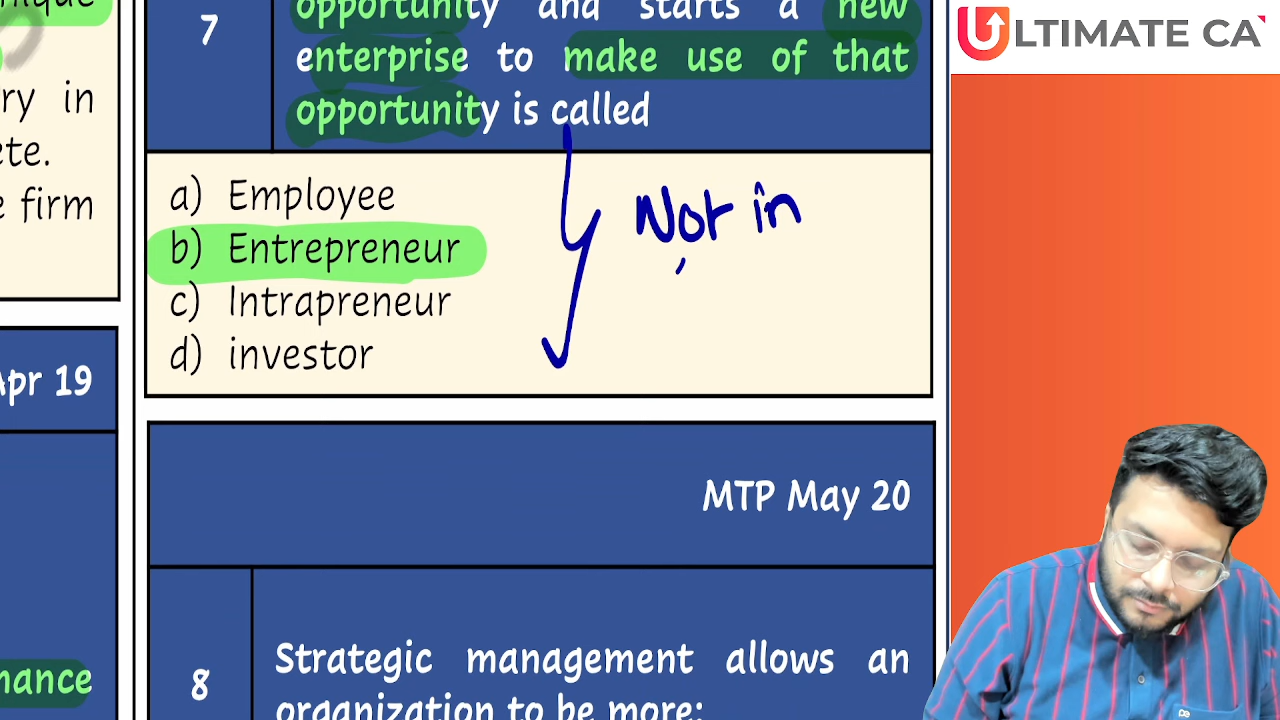 ULTIMATE CA
7
opportunity and starts a new
enterprise to make use of that
opportunity is called
ry in
ete.
e firm
a) Employee
b) Entrepreneur
c) Intrapreneur
d) investor
Not in
Apr 19
MTP May 20
8
Strategic management allows an
organization to be more: